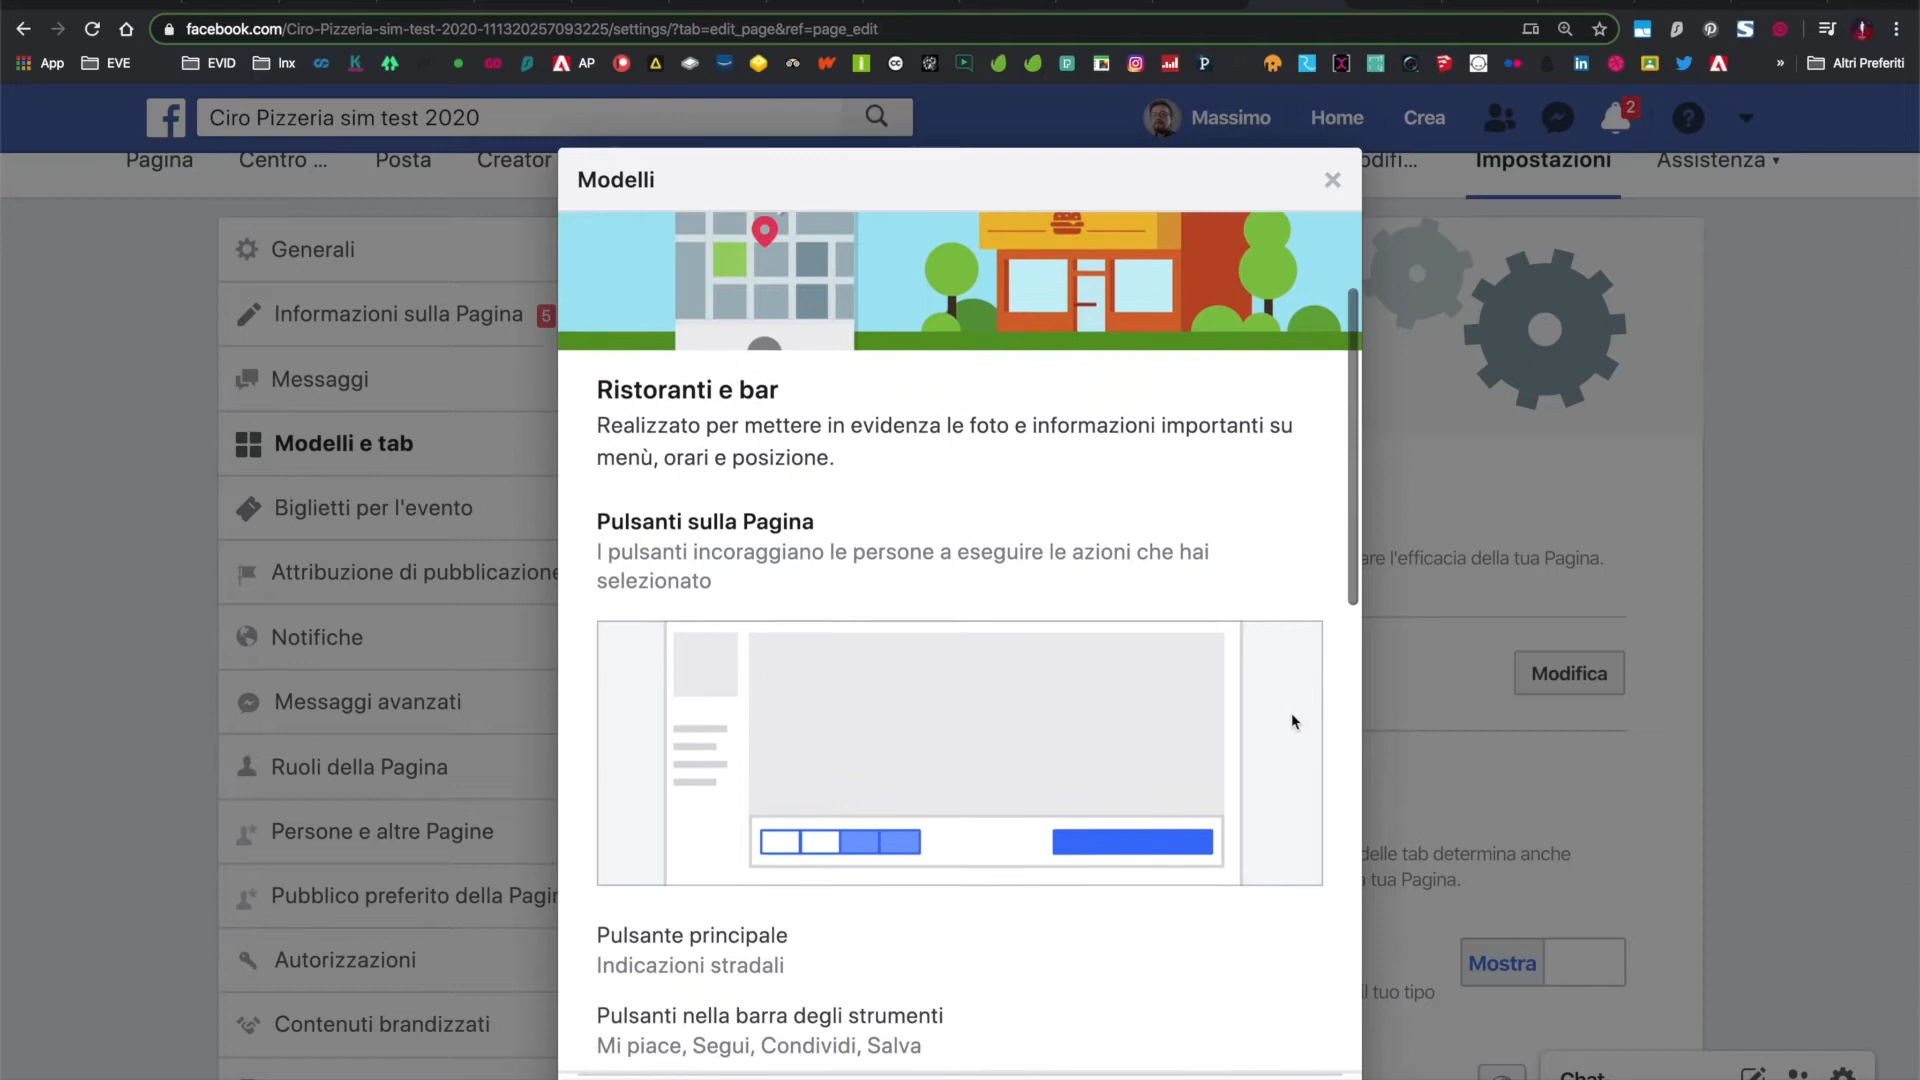 facebook.com/Ciro-Pizzeria-sim-test-2020-111320257093225/settings/?tab=edit_page&ref=page_edit
App
EVE
EVID
Inx
AP
Altri Preferiti
Ciro Pizzeria sim test 2020
Massimo
Home
Crea
2
Pagina
Centro ...
Posta
Creator
Impostazioni
Assistenza
Modelli
Generali
Informazioni sulla Pagina
5
Messaggi
Modelli e tab
Biglietti per l'evento
Attribuzione di pubblicazione
Notifiche
Messaggi avanzati
Ruoli della Pagina
Persone e altre Pagine
Pubblico preferito della Pagin
Autorizzazioni
Contenuti brandizzati
Ristoranti e bar
Realizzato per mettere in evidenza le foto e informazioni importanti su
menù, orari e posizione.
Pulsanti sulla Pagina
I pulsanti incoraggiano le persone a eseguire le azioni che hai
selezionato
Pulsante principale
Indicazioni stradali
Pulsanti nella barra degli strumenti
Mi piace, Segui, Condividi, Salva
are l'efficacia della tua Pagina.
Modifica
delle tab determina anche
tua Pagina.
Mostra
il tuo tipo
Chat